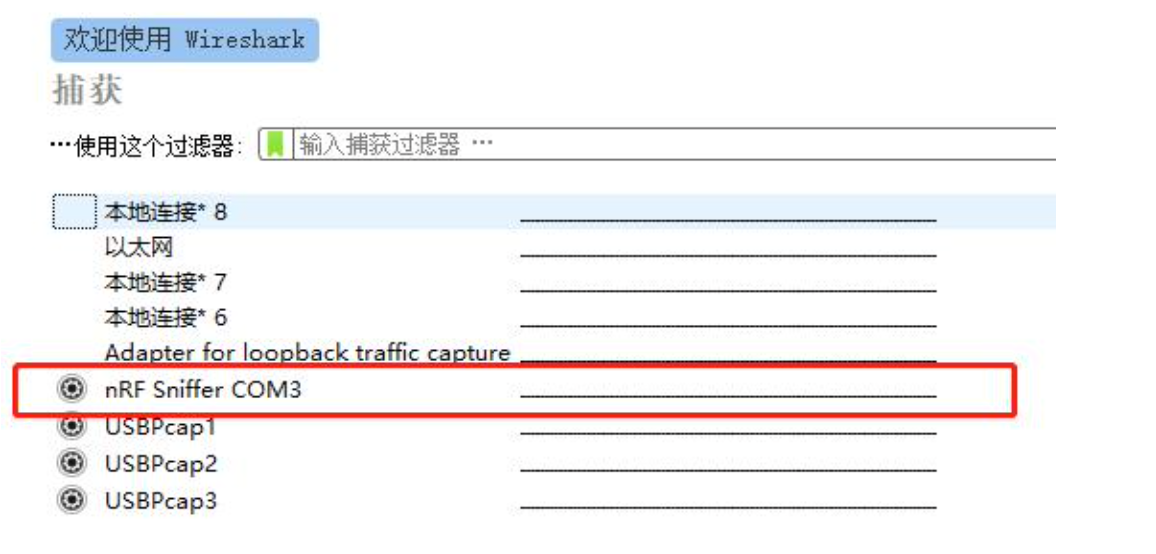 欢迎使用 Wireshark
捕获
…使用这个过滤器: 输入捕获过滤器 …
本地连接* 8
以太网
本地连接* 7
本地连接* 6
Adapter for loopback traffic capture
nRF Sniffer COM3
USBPcap1
USBPcap2
USBPcap3